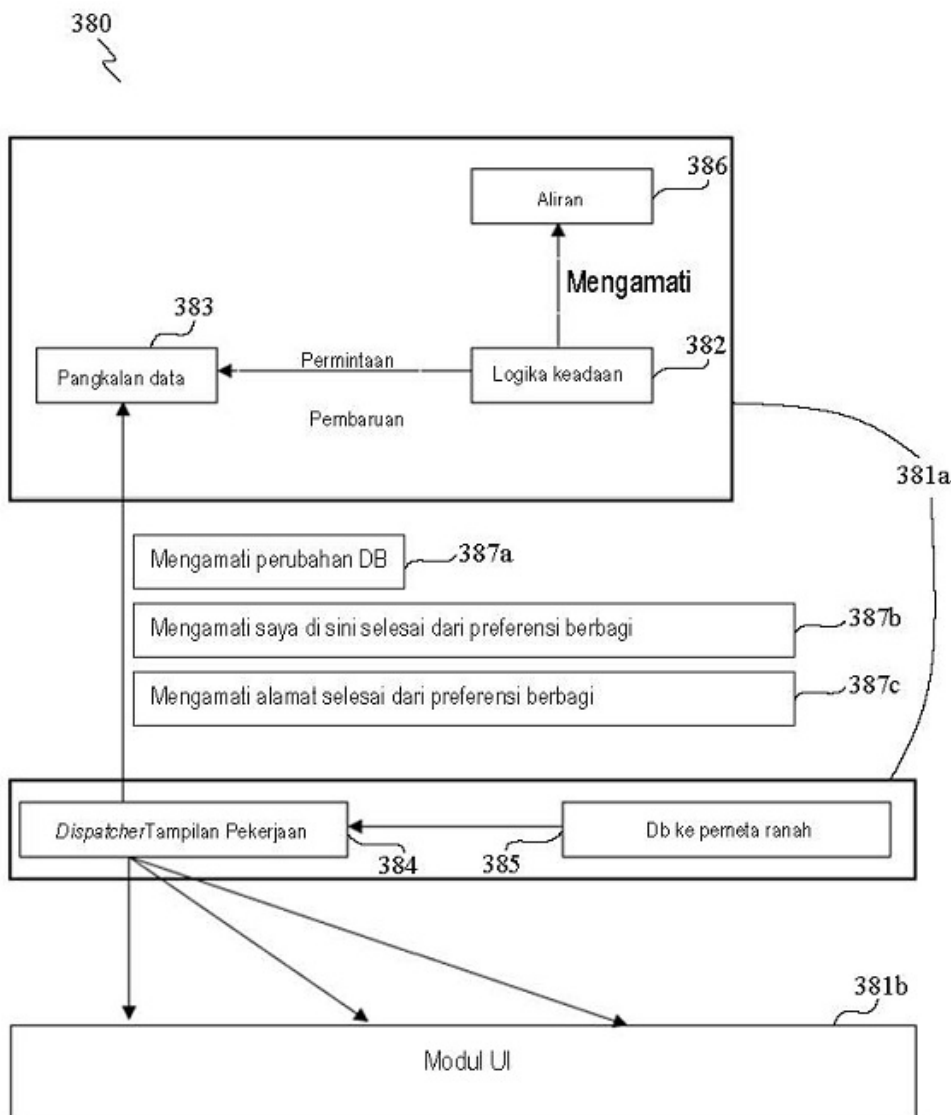 380
386
Aliran
Mengamati
383
382
Permintaan
Pangkalan data
Logika keadaan
Pembaruan
381a
Mengamati perubahan DB
387a
Mengamati saya di sini selesai dari preferensi berbagi
387b
Mengamati alamat selesai dari preferensi berbagi
387c
DispatcherTampilan Pekerjaan
384
385
Db ke pemeta ranah
381b
Modul UI